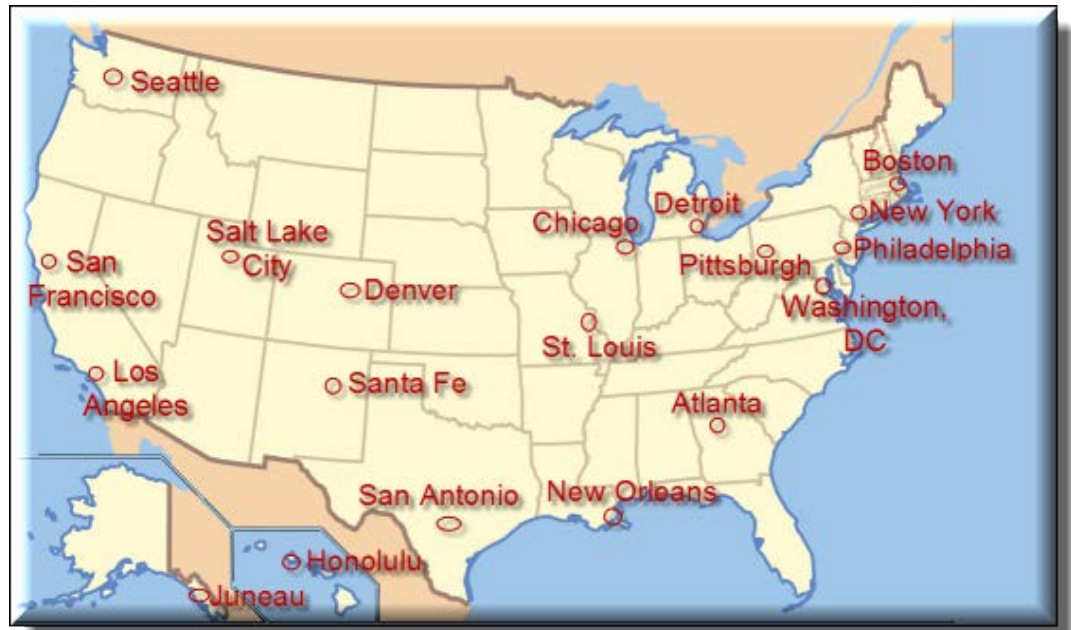 Seattle
Boston
Detroit
New York
Chicago
Salt Lake
City
Philadelphia
Pittsburgh
San
Francisco
Denver
Washington,
DC
St. Louis
Los
Angeles
Santa Fe
Atlanta
San Antonio
New Orleans
Honolulu
Juneau